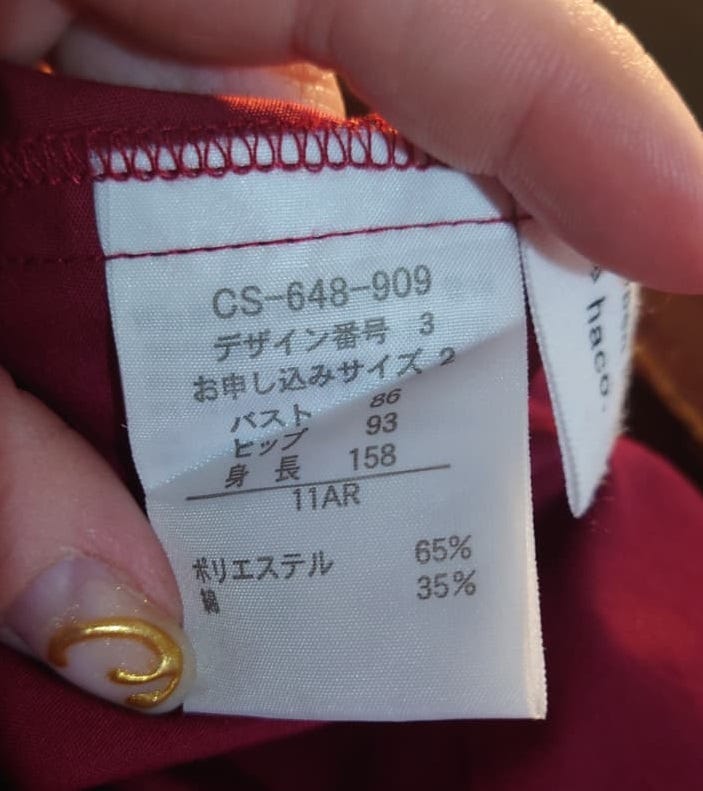 CS-648-909
デザイン番号 3
お申し込みサイズ 2
バスト 86
ヒップ 93
身長 158
11AR
ポリエステル 65%
綿 35%
haco.